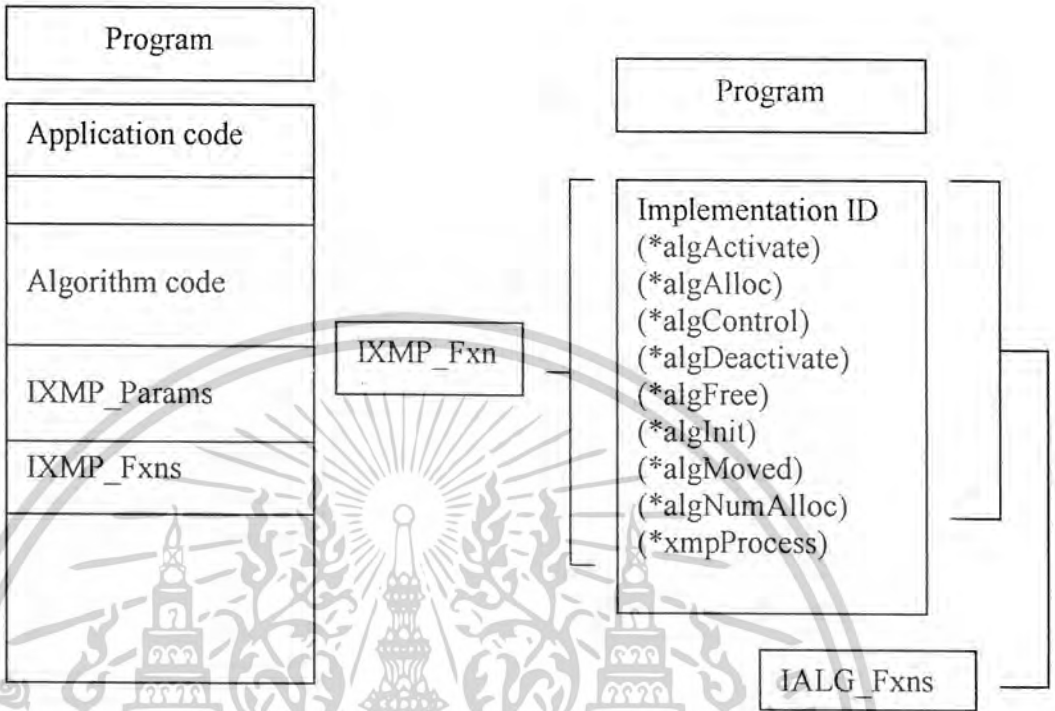 Program
Application code
Algorithm code
IXMP_Params
IXMP_Fxns
IXMP_Fxn
Program
Implementation ID
(*algActivate)
(*algAlloc)
(*algControl)
(*algDeactivate)
(*algFree)
(*algInit)
(*algMoved)
(*algNumAlloc)
(*xmpProcess)
IALG_Fxns